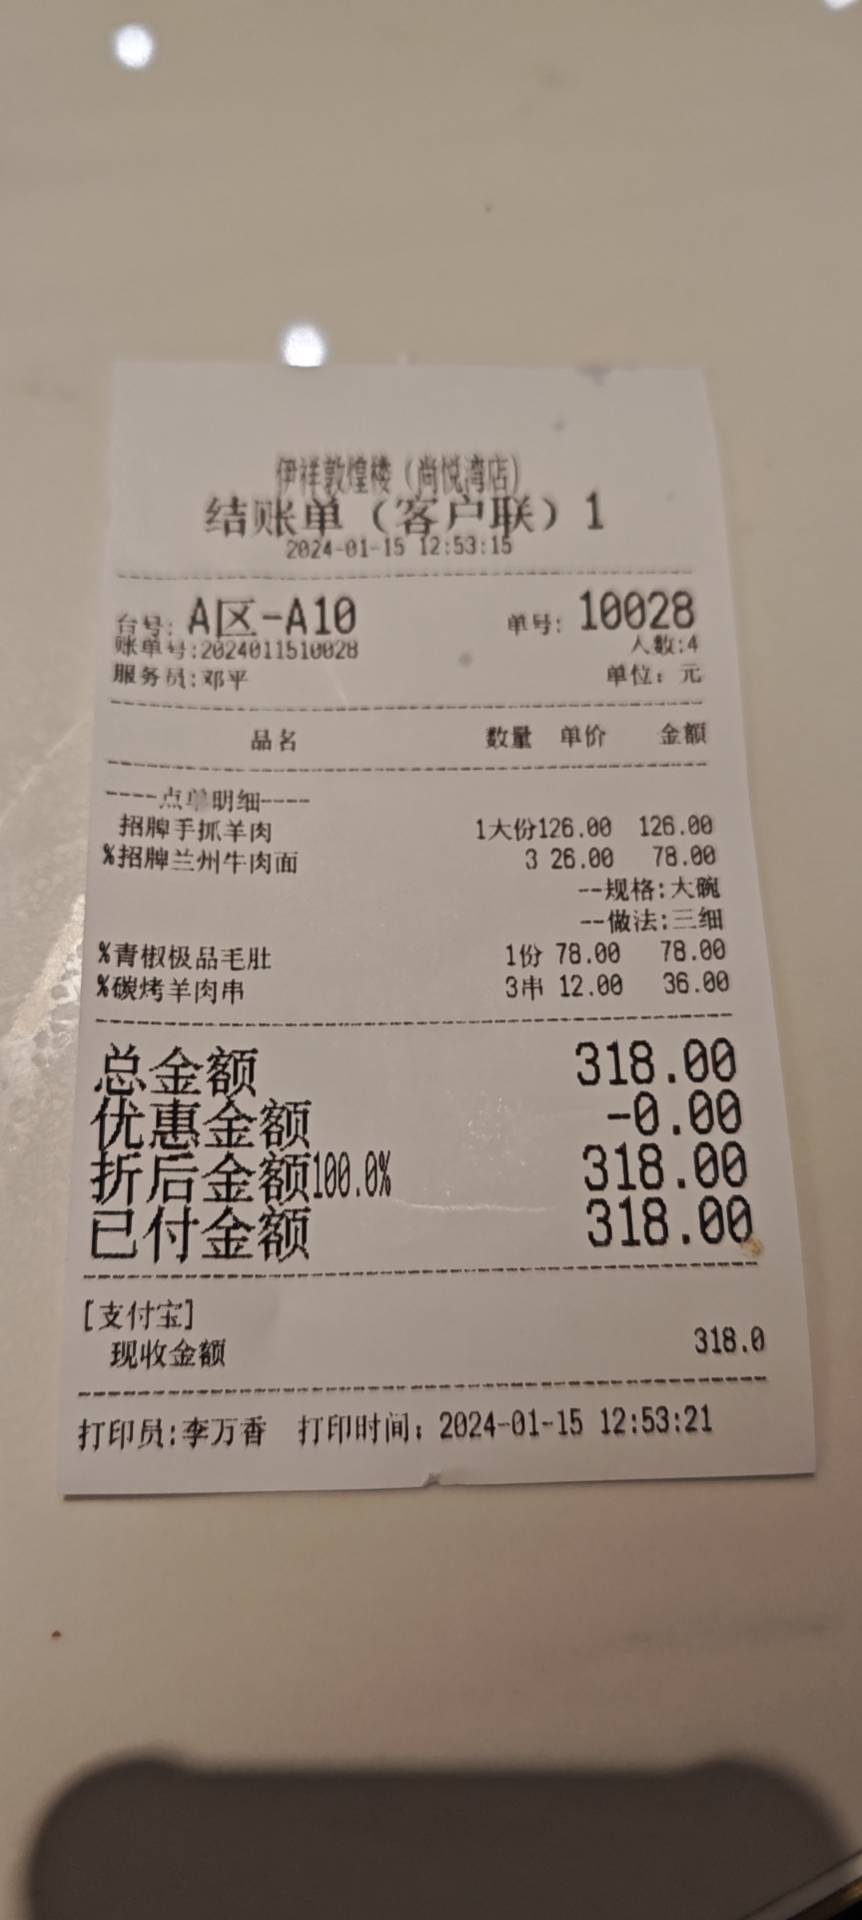 伊祥敦煌楼（尚悦湾店）
结账单（客户联）1
2024-01-15 12:53:15
台号: A区-A10 单号: 10028
账单号:2024011510028 人数:4
服务员:邓平 单位: 元
品名 数量 单价 金额
----点单明细----
招牌手抓羊肉 1大份126.00 126.00
%招牌兰州牛肉面 3 26.00 78.00
--规格:大碗
--做法:三细
%青椒极品毛肚 1份 78.00 78.00
%碳烤羊肉串 3串 12.00 36.00
总金额 318.00
优惠金额 -0.00
折后金额100.0% 318.00
已付金额 318.00
[支付宝]
现收金额 318.0
打印员:李万香 打印时间: 2024-01-15 12:53:21